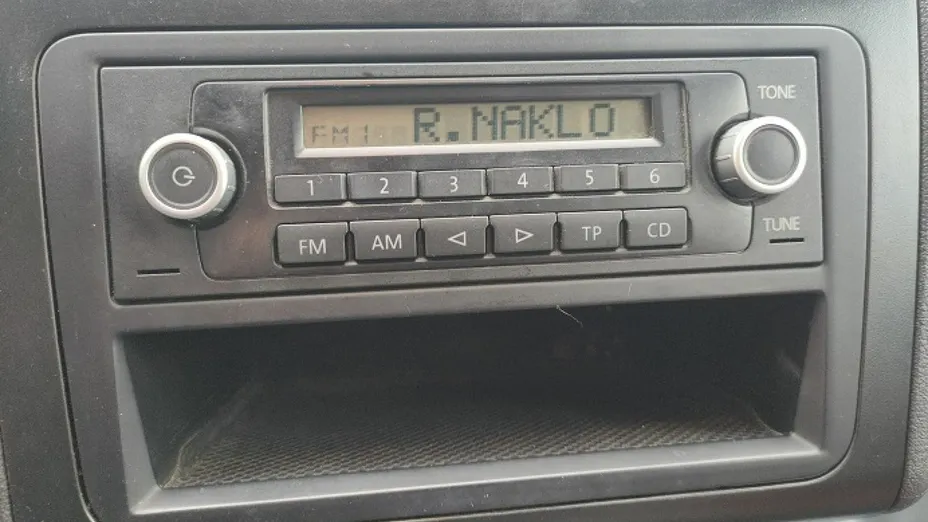 TONE
FM1 R.NAKLO
1 2 3 4 5 6
FM AM TP CD
TUNE